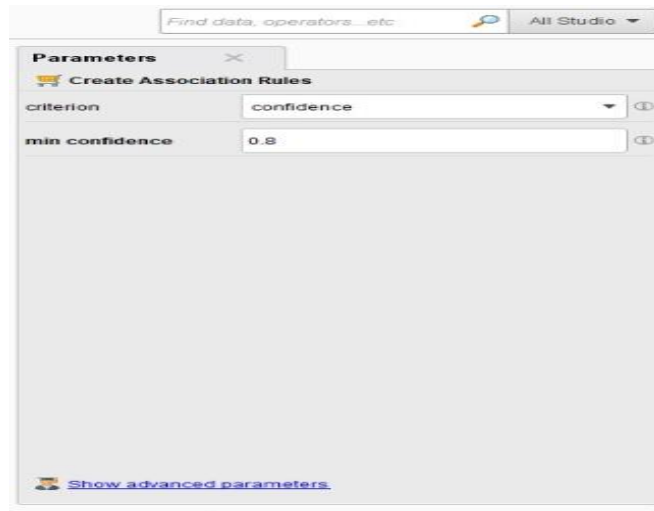 Find data, operators...etc
All Studio
Parameters
Create Association Rules
criterion
confidence
min confidence
0.8
Show advanced parameters